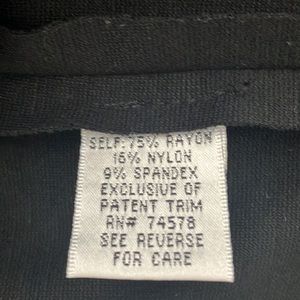 SELF: 75% RAYON
16% NYLON
9% SPANDEX
EXCLUSIVE OF
PATENT TRIM
RN# 74578
SEE REVERSE
FOR CARE